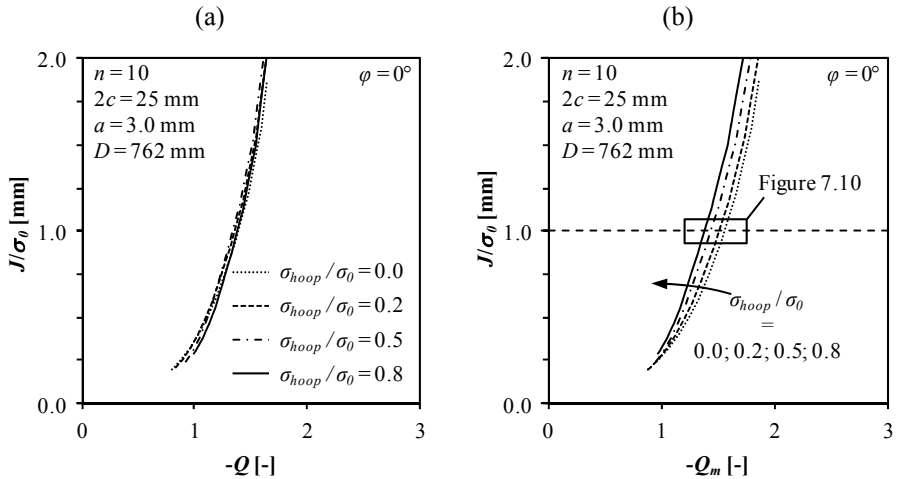 (a)
2.0
n = 10
2c = 25 mm
a = 3.0 mm
D = 762 mm
φ = 0°
J/σ0 [mm]
1.0
σhoop / σ0 = 0.0
σhoop / σ0 = 0.2
σhoop / σ0 = 0.5
σhoop / σ0 = 0.8
0.0
0
1
2
3
-Q [-]
(b)
2.0
n = 10
2c = 25 mm
a = 3.0 mm
D = 762 mm
φ = 0°
Figure 7.10
J/σ0 [mm]
1.0
σhoop / σ0
=
0.0; 0.2; 0.5; 0.8
0.0
0
1
2
3
-Qm [-]